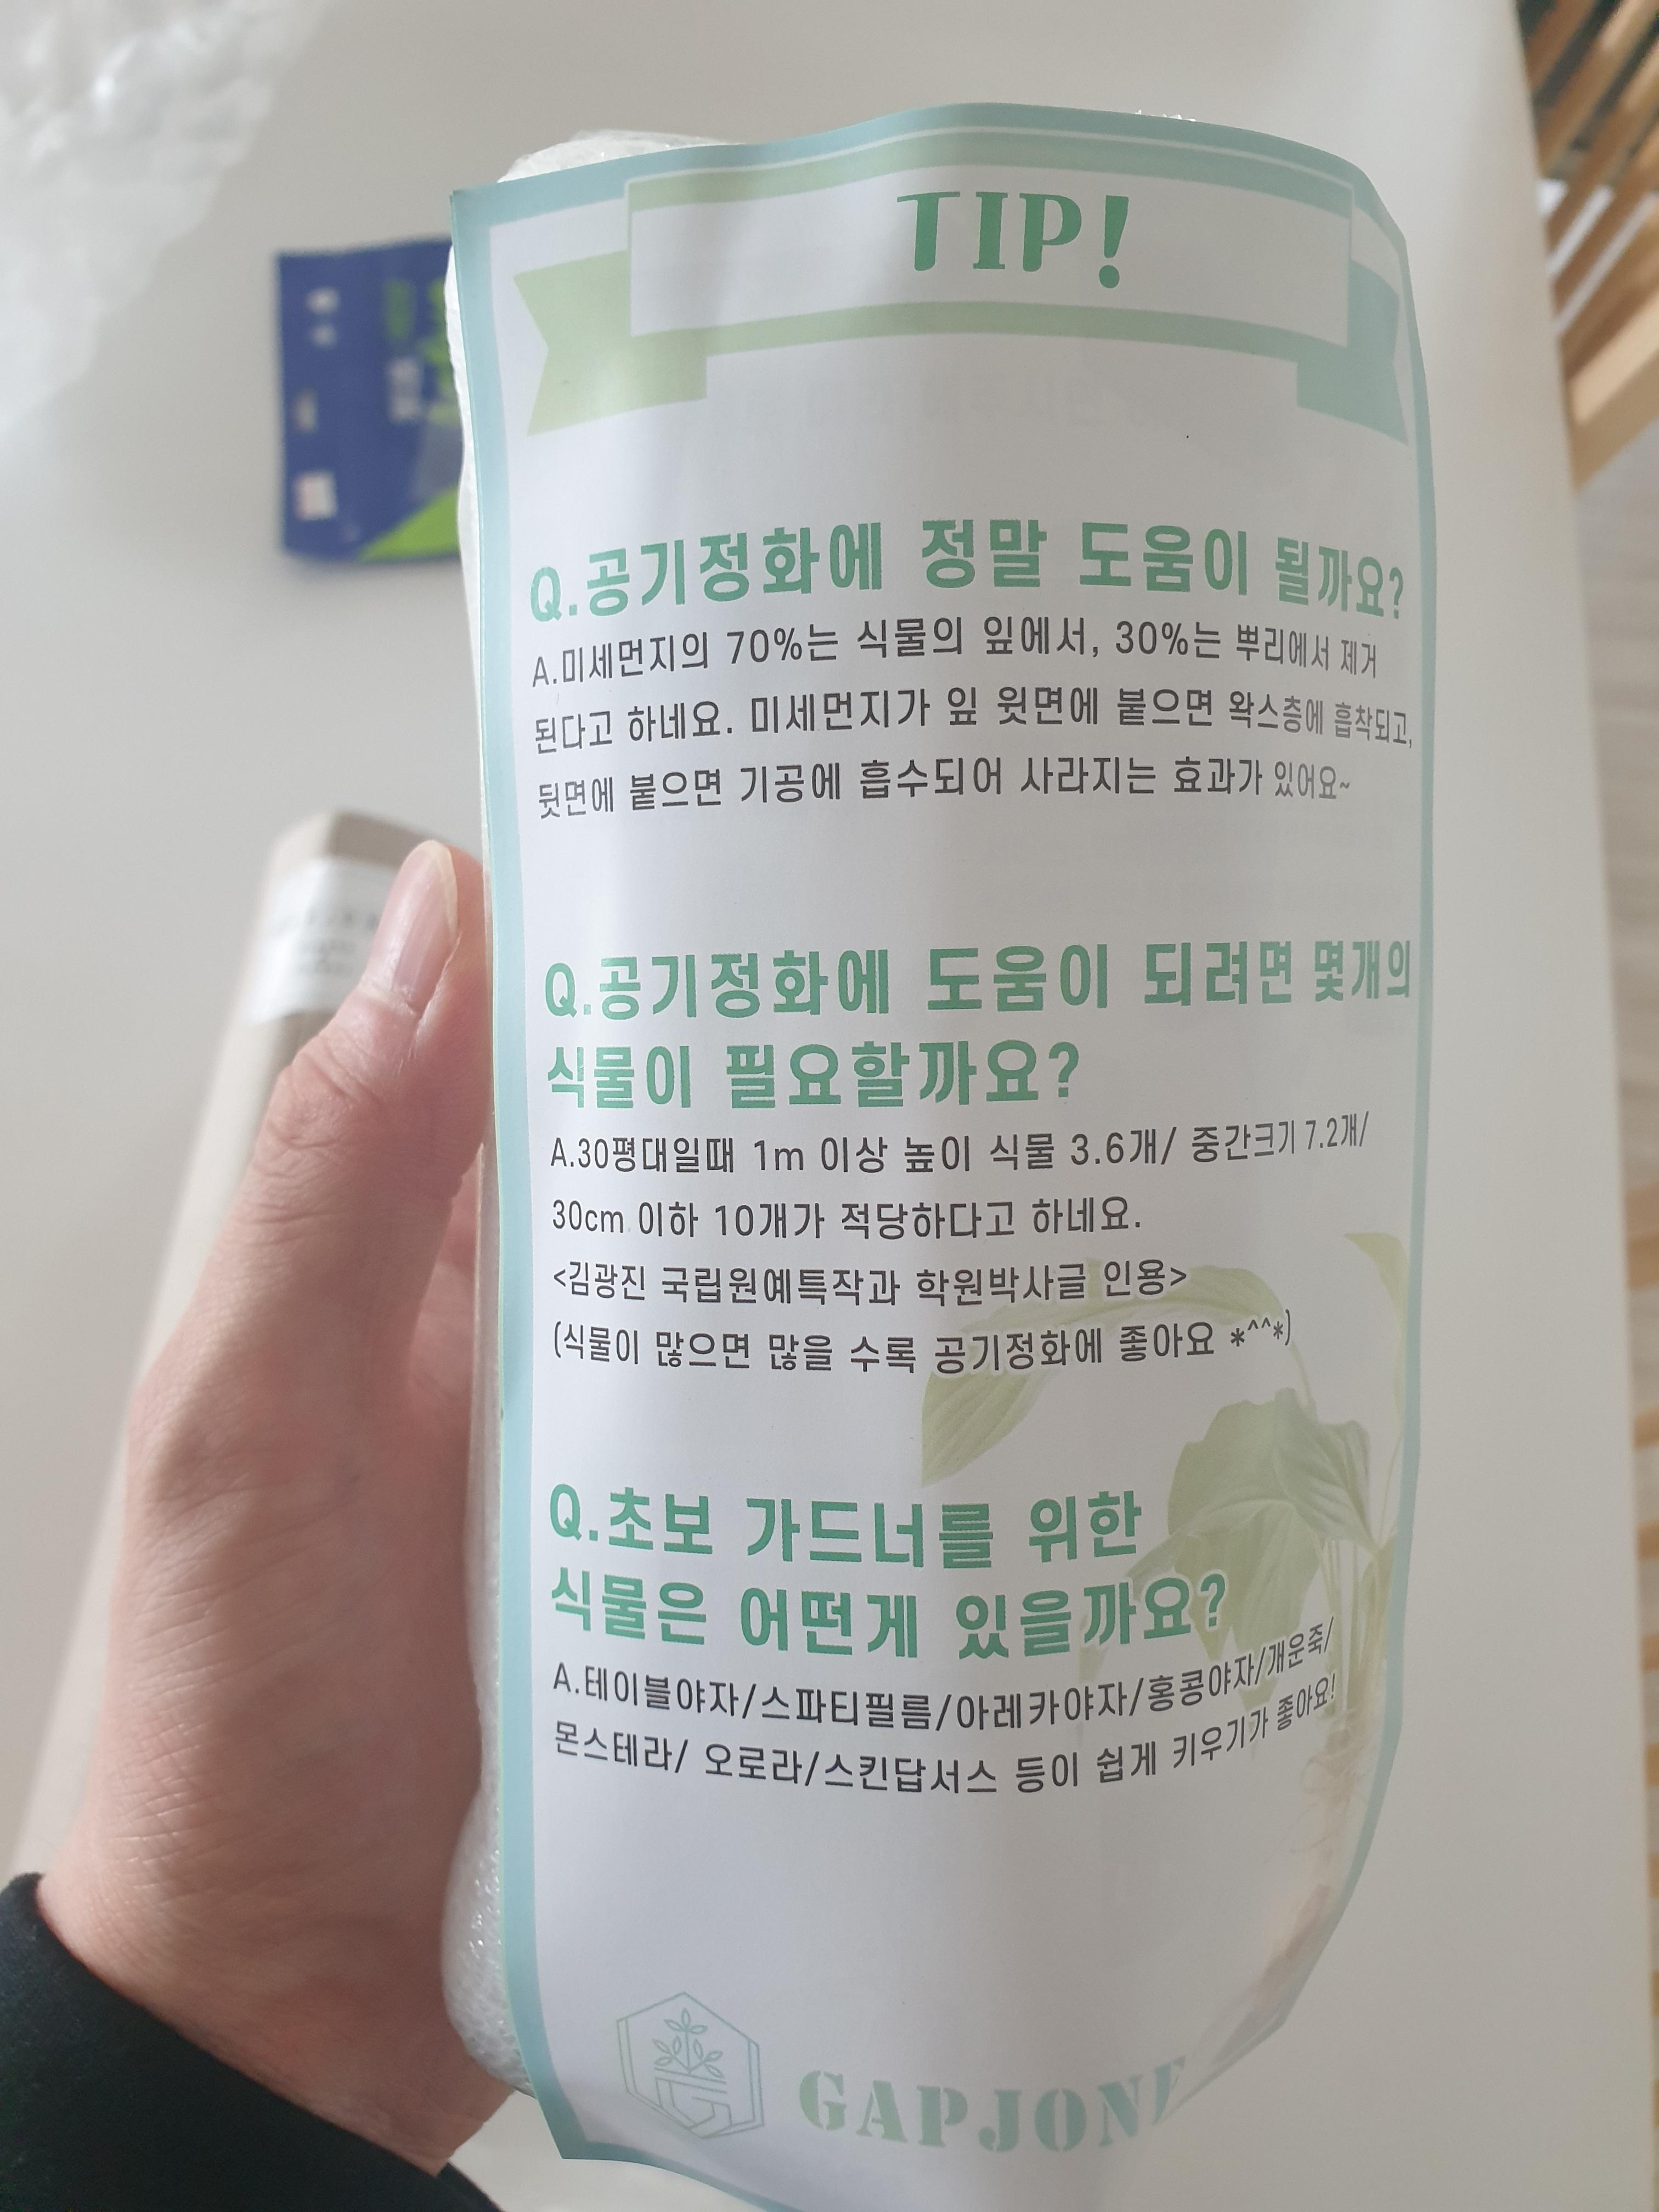 TIP!
Q.공기정화에 정말 도움이 될까요?
A.미세먼지의 70%는 식물의 잎에서, 30%는 뿌리에서 제거
된다고 하네요. 미세먼지가 잎 윗면에 붙으면 왁스층에 흡착되고,
뒷면에 붙으면 기공에 흡수되어 사라지는 효과가 있어요~
Q.공기정화에 도움이 되려면 몇개의
식물이 필요할까요?
A.30평대일때 1m 이상 높이 식물 3.6개/ 중간크기 7.2개/
30cm 이하 10개가 적당하다고 하네요.
<김광진 국립원예특작과 학원박사글 인용>
(식물이 많으면 많을 수록 공기정화에 좋아요 *^^*)
Q.초보 가드너를 위한
식물은 어떤게 있을까요?
A.테이블야자/스파티필름/아레카야자/홍콩야자/개운죽/
몬스테라/ 오로라/스킨답서스 등이 쉽게 키우기가 좋아요!